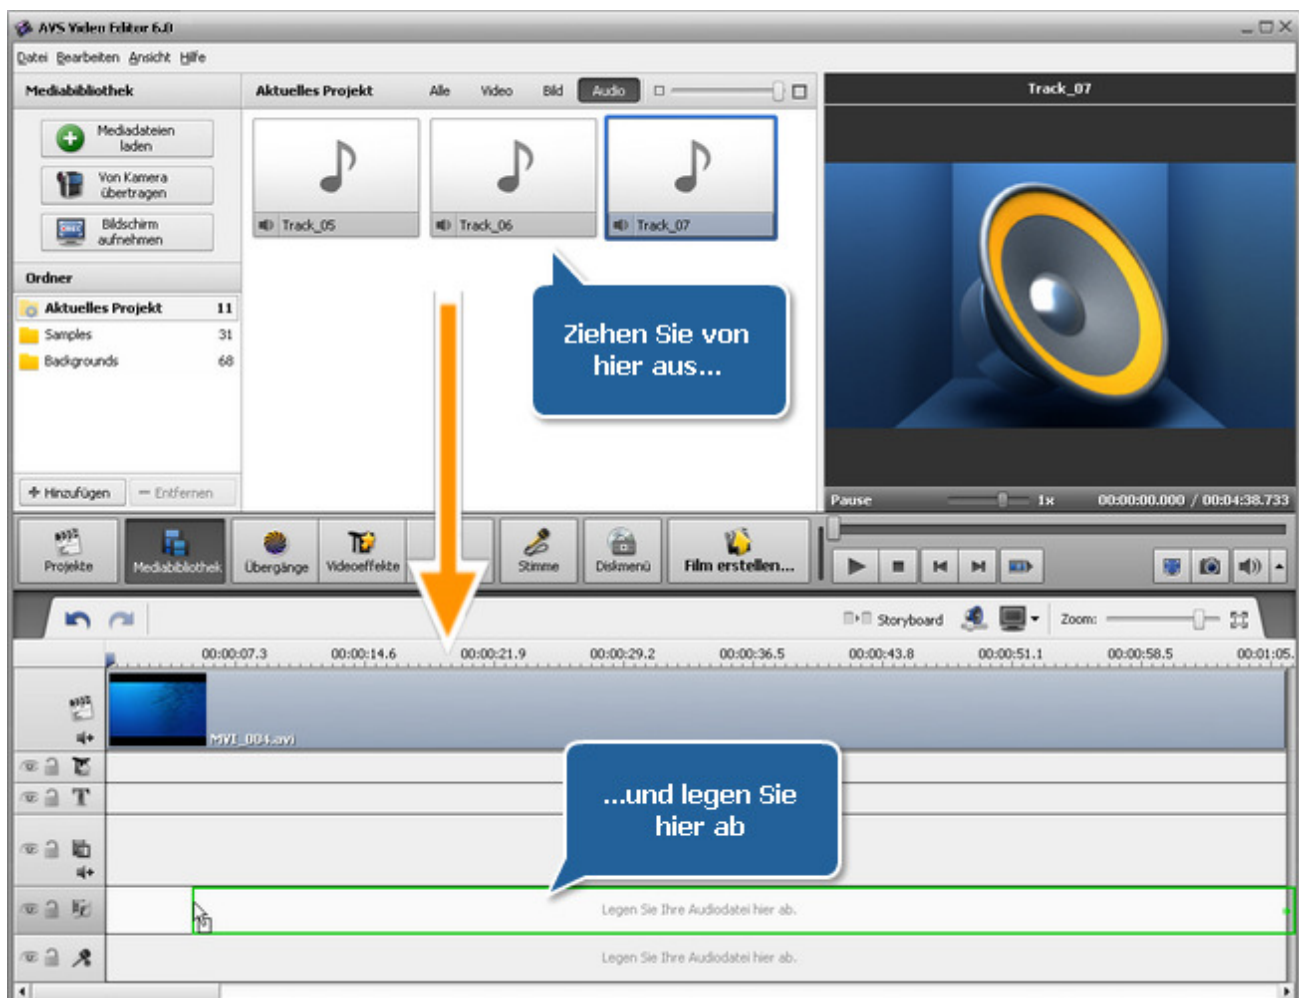 AVS Video Editor 6.0
Datei Bearbeiten Ansicht Hilfe
Mediabibliothek
Aktuelles Projekt Alle Video Bild Audio
Track_07
Mediadateien
laden
Von Kamera
übertragen
Bildschirm
aufnehmen
Track_05
Track_06
Track_07
Ordner
Aktuelles Projekt 11
Samples 31
Backgrounds 68
Ziehen Sie von
hier aus...
+ Hinzufügen
— Entfernen
Pause 1x 00:00:00.000 / 00:04:38.733
Projekte
Mediabibliothek
Übergänge
Videoeffekte
Stimme
Diskmenü
Film erstellen...
Storyboard
Zoom:
00:00:07.3 00:00:14.6 00:00:21.9 00:00:29.2 00:00:36.5 00:00:43.8 00:00:51.1 00:00:58.5 00:01:05.
MVI_004.avi
T
...und legen Sie
hier ab
Legen Sie Ihre Audiodatei hier ab.
Legen Sie Ihre Audiodatei hier ab.